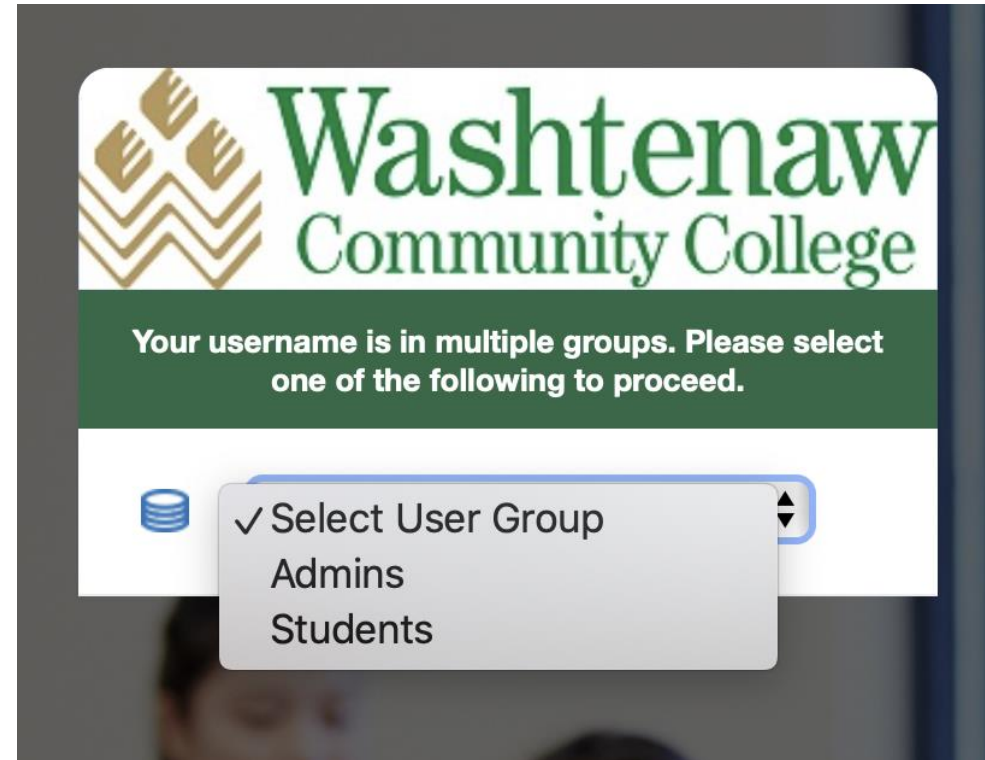 Washtenaw
Community College
Your username is in multiple groups. Please select
one of the following to proceed.
✓ Select User Group
Admins
Students